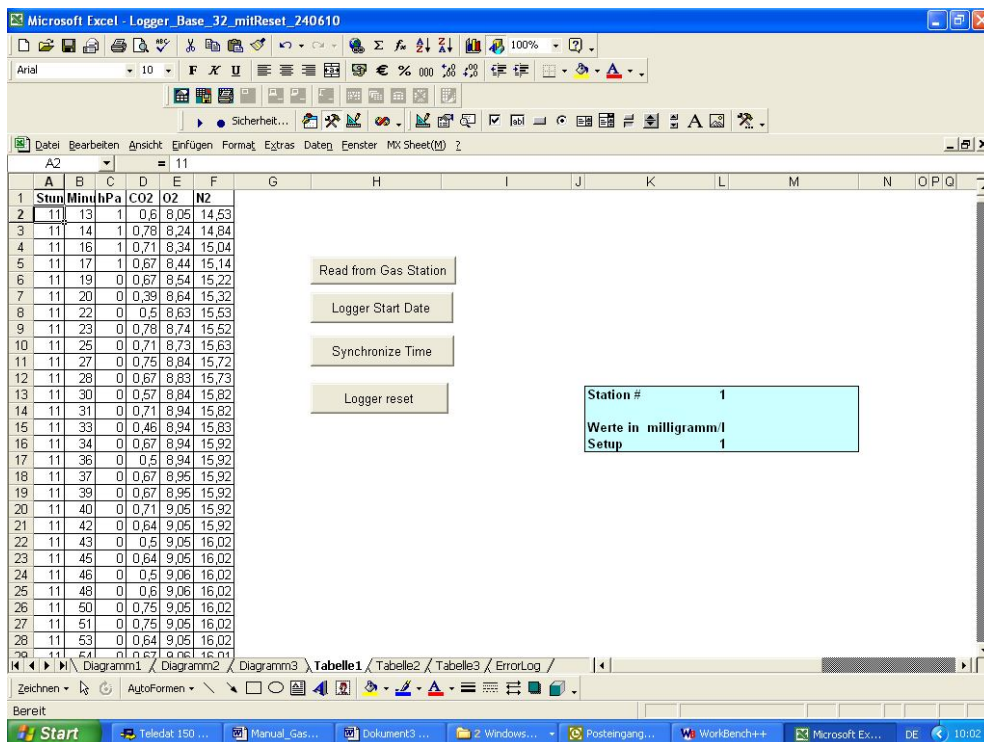 Microsoft Excel - Logger_Base_32_mitReset_240610
100%
Arial 10 F K U € % 000
Sicherheit...
Datei Bearbeiten Ansicht Einfügen Format Extras Daten Fenster MX Sheet(M) ?
A2 = 11
A B C D E F G H I J K L M N O P Q
1 Stun Minu hPa CO2 O2 N2
2 11 13 1 0,6 8,05 14,53
3 11 14 1 0,78 8,24 14,84
4 11 16 1 0,71 8,34 15,04
5 11 17 1 0,67 8,44 15,14
Read from Gas Station
6 11 19 0 0,67 8,54 15,22
7 11 20 0 0,39 8,64 15,32
8 11 22 0 0,5 8,63 15,53
Logger Start Date
9 11 23 0 0,78 8,74 15,52
10 11 25 0 0,71 8,73 15,63
Synchronize Time
11 11 27 0 0,75 8,84 15,72
12 11 28 0 0,67 8,83 15,73
13 11 30 0 0,57 8,84 15,82
Logger reset
Station # 1
14 11 31 0 0,71 8,94 15,82
15 11 33 0 0,46 8,94 15,83
Werte in milligramm/l
16 11 34 0 0,67 8,94 15,92
Setup 1
17 11 36 0 0,5 8,94 15,92
18 11 37 0 0,67 8,95 15,92
19 11 39 0 0,67 8,95 15,92
20 11 40 0 0,71 9,05 15,92
21 11 42 0 0,64 9,05 15,92
22 11 43 0 0,5 9,05 16,02
23 11 45 0 0,64 9,05 16,02
24 11 46 0 0,5 9,06 16,02
25 11 48 0 0,6 9,06 16,02
26 11 50 0 0,75 9,05 16,02
27 11 51 0 0,75 9,05 16,02
28 11 53 0 0,64 9,05 16,02
29 11 54 0 0,67 9,06 16,01
Diagramm1 Diagramm2 Diagramm3 Tabelle1 Tabelle2 Tabelle3 ErrorLog
Zeichnen AutoFormen
Bereit
Start Teledat 150 ... Manual_Gas... Dokument3 ... 2 Windows... Posteingang... WorkBench++ Microsoft Ex... DE 10:02